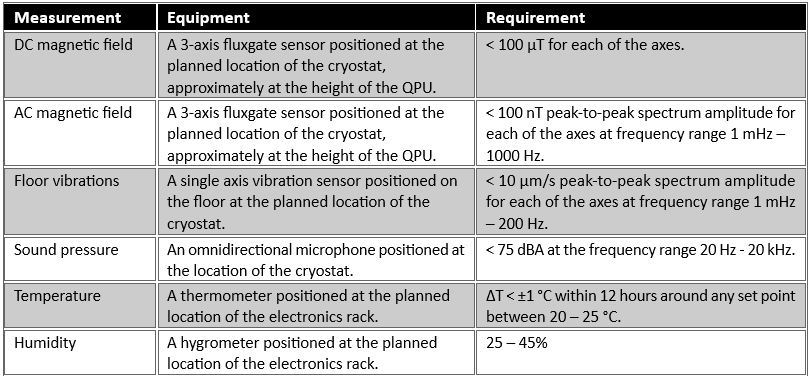 Measurement Equipment Requirement
DC magnetic field
A 3-axis fluxgate sensor positioned at the
planned location of the cryostat,
approximately at the height of the QPU.
< 100 μT for each of the axes.
AC magnetic field
A 3-axis fluxgate sensor positioned at the
planned location of the cryostat,
approximately at the height of the QPU.
< 100 nT peak-to-peak spectrum amplitude for
each of the axes at frequency range 1 mHz –
1000 Hz.
Floor vibrations
A single axis vibration sensor positioned on
the floor at the planned location of the
cryostat.
< 10 μm/s peak-to-peak spectrum amplitude
for each of the axes at frequency range 1 mHz
– 200 Hz.
Sound pressure
An omnidirectional microphone positioned at
the location of the cryostat.
< 75 dBA at the frequency range 20 Hz - 20 kHz.
Temperature
A thermometer positioned at the planned
location of the electronics rack.
ΔT < ±1 °C within 12 hours around any set point
between 20 – 25 °C.
Humidity
A hygrometer positioned at the planned
location of the electronics rack.
25 – 45%